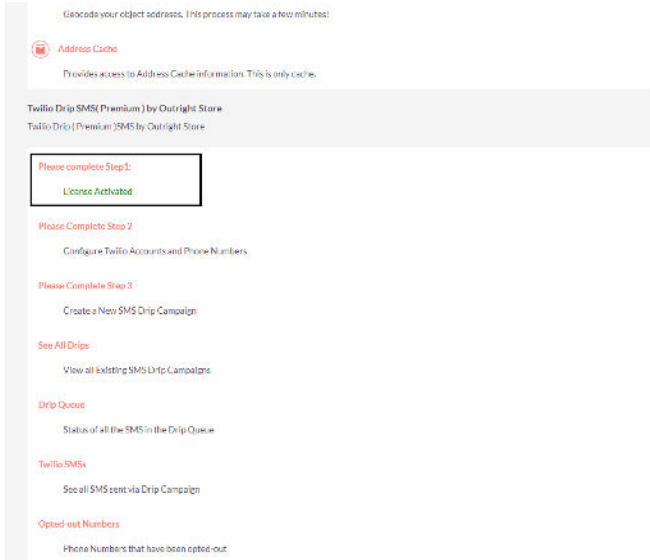 Geocode your object addreses. This process may take a few minutes!
Address Cache
Provides access to Address Cache information. This is only cache.
Twilio Drip SMS( Premium ) by Outright Store
Twilio Drip ( Premium )SMS by Outright Store
Please complete Step1:
License Activated
Please Complete Step 2
Configure Twilio Accounts and Phone Numbers
Please Complete Step 3
Create a New SMS Drip Campaign
See All Drips
View all Existing SMS Drip Campaigns
Drip Queue
Status of all the SMS in the Drip Queue
Twilio SMSs
See all SMS sent via Drip Campaign
Opted-out Numbers
Phone Numbers that have been opted-out